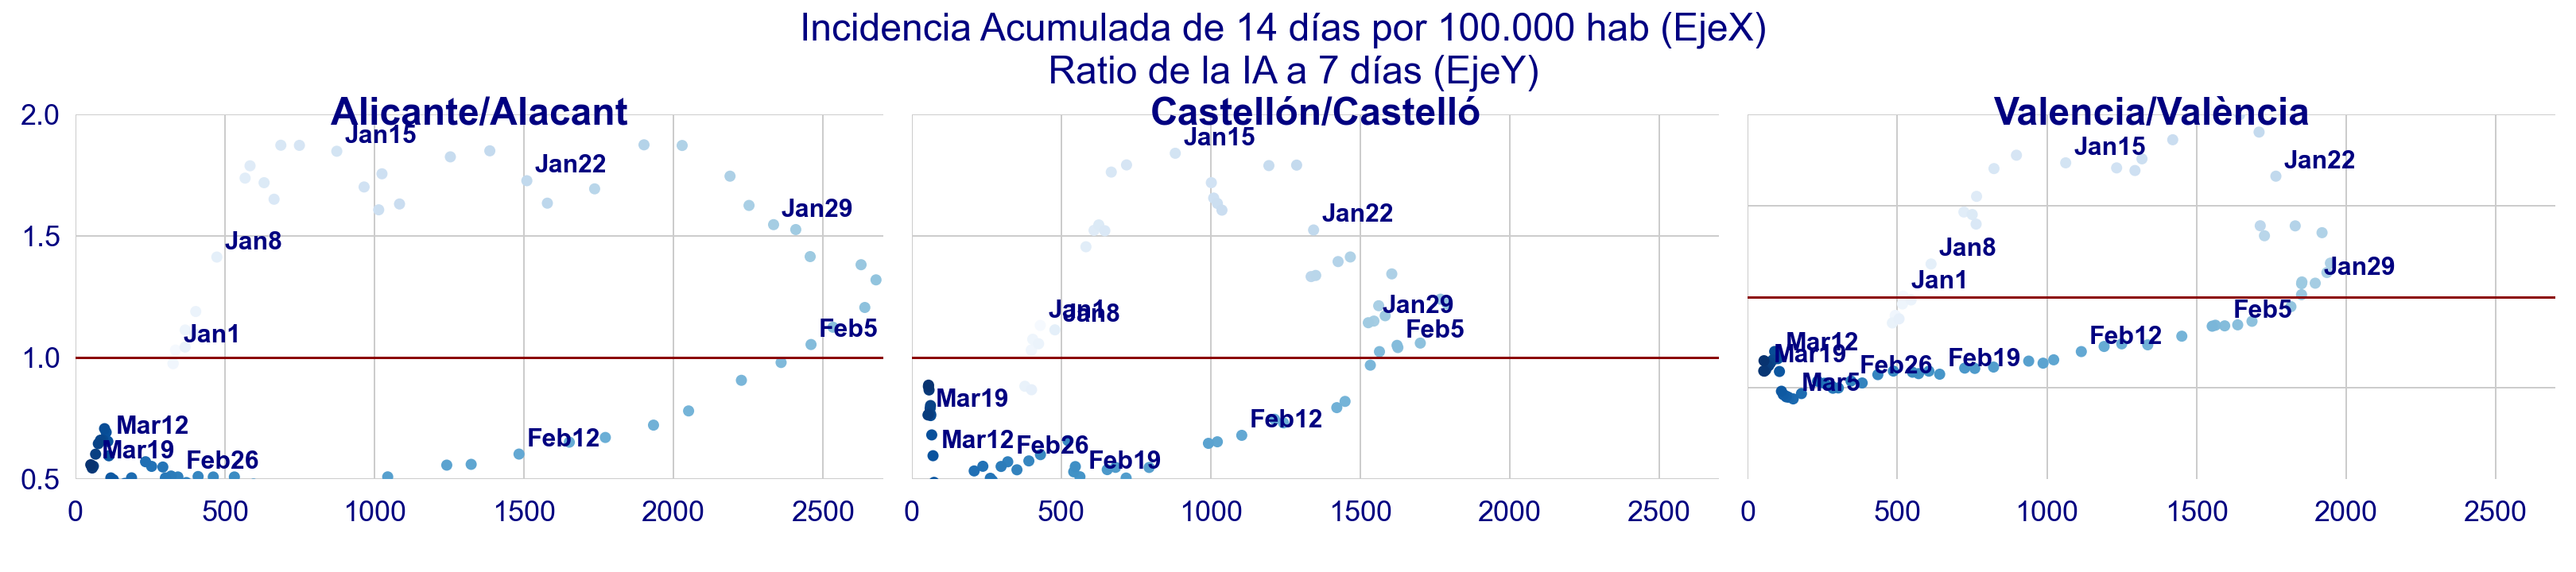 Incidencia Acumulada de 14 días por 100.000 hab (EjeX)
Ratio de la IA a 7 días (EjeY)
Alicante/Alacant
2.0
1.5
1.0
0.5
Jan15
Jan22
Jan29
Jan8
Jan1
Feb5
Mar12
Mar19
Feb26
Feb12
0
500
1000
1500
2000
2500
Castellón/Castelló
Jan15
Jan22
Jan1
Jan8
Jan29
Feb5
Mar19
Mar12
Feb26
Feb19
Feb12
0
500
1000
1500
2000
2500
Valencia/València
Jan15
Jan22
Jan8
Jan29
Jan1
Feb5
Mar12
Mar19
Feb12
Feb26
Feb19
Mar5
0
500
1000
1500
2000
2500